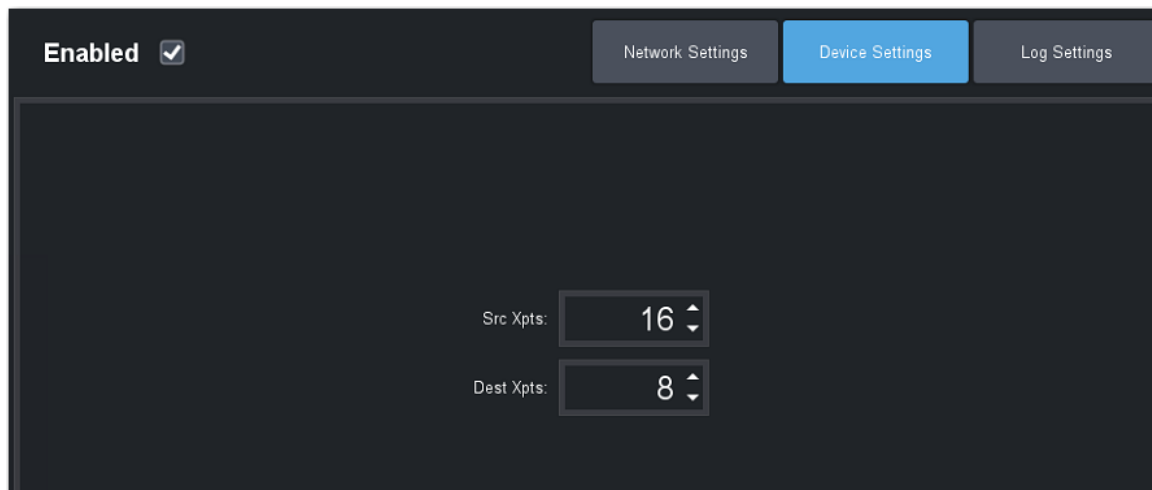 Enabled
Network Settings
Device Settings
Log Settings
Src Xpts: 16
Dest Xpts: 8